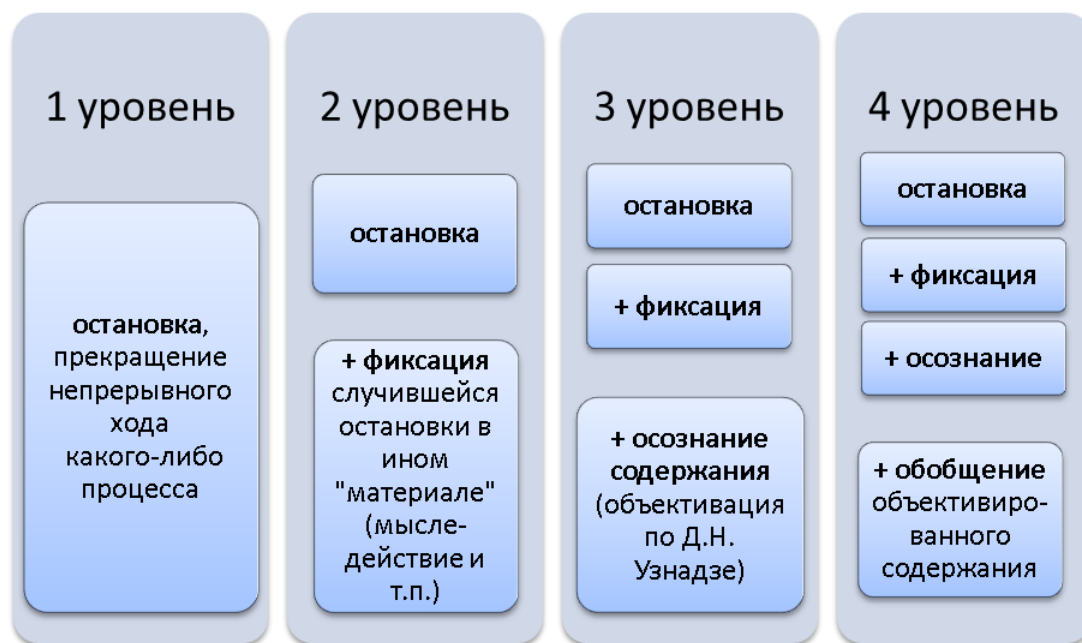 1 уровень
остановка,
прекращение
непрерывного
хода
какого-либо
процесса
2 уровень
остановка
+ фиксация
случившейся
остановки в
ином
"материале"
(мысле-
действие и
т.п.)
3 уровень
остановка
+ фиксация
+ осознание
содержания
(объективация
по Д.Н.
Узнадзе)
4 уровень
остановка
+ фиксация
+ осознание
+ обобщение
объективиро-
ванного
содержания